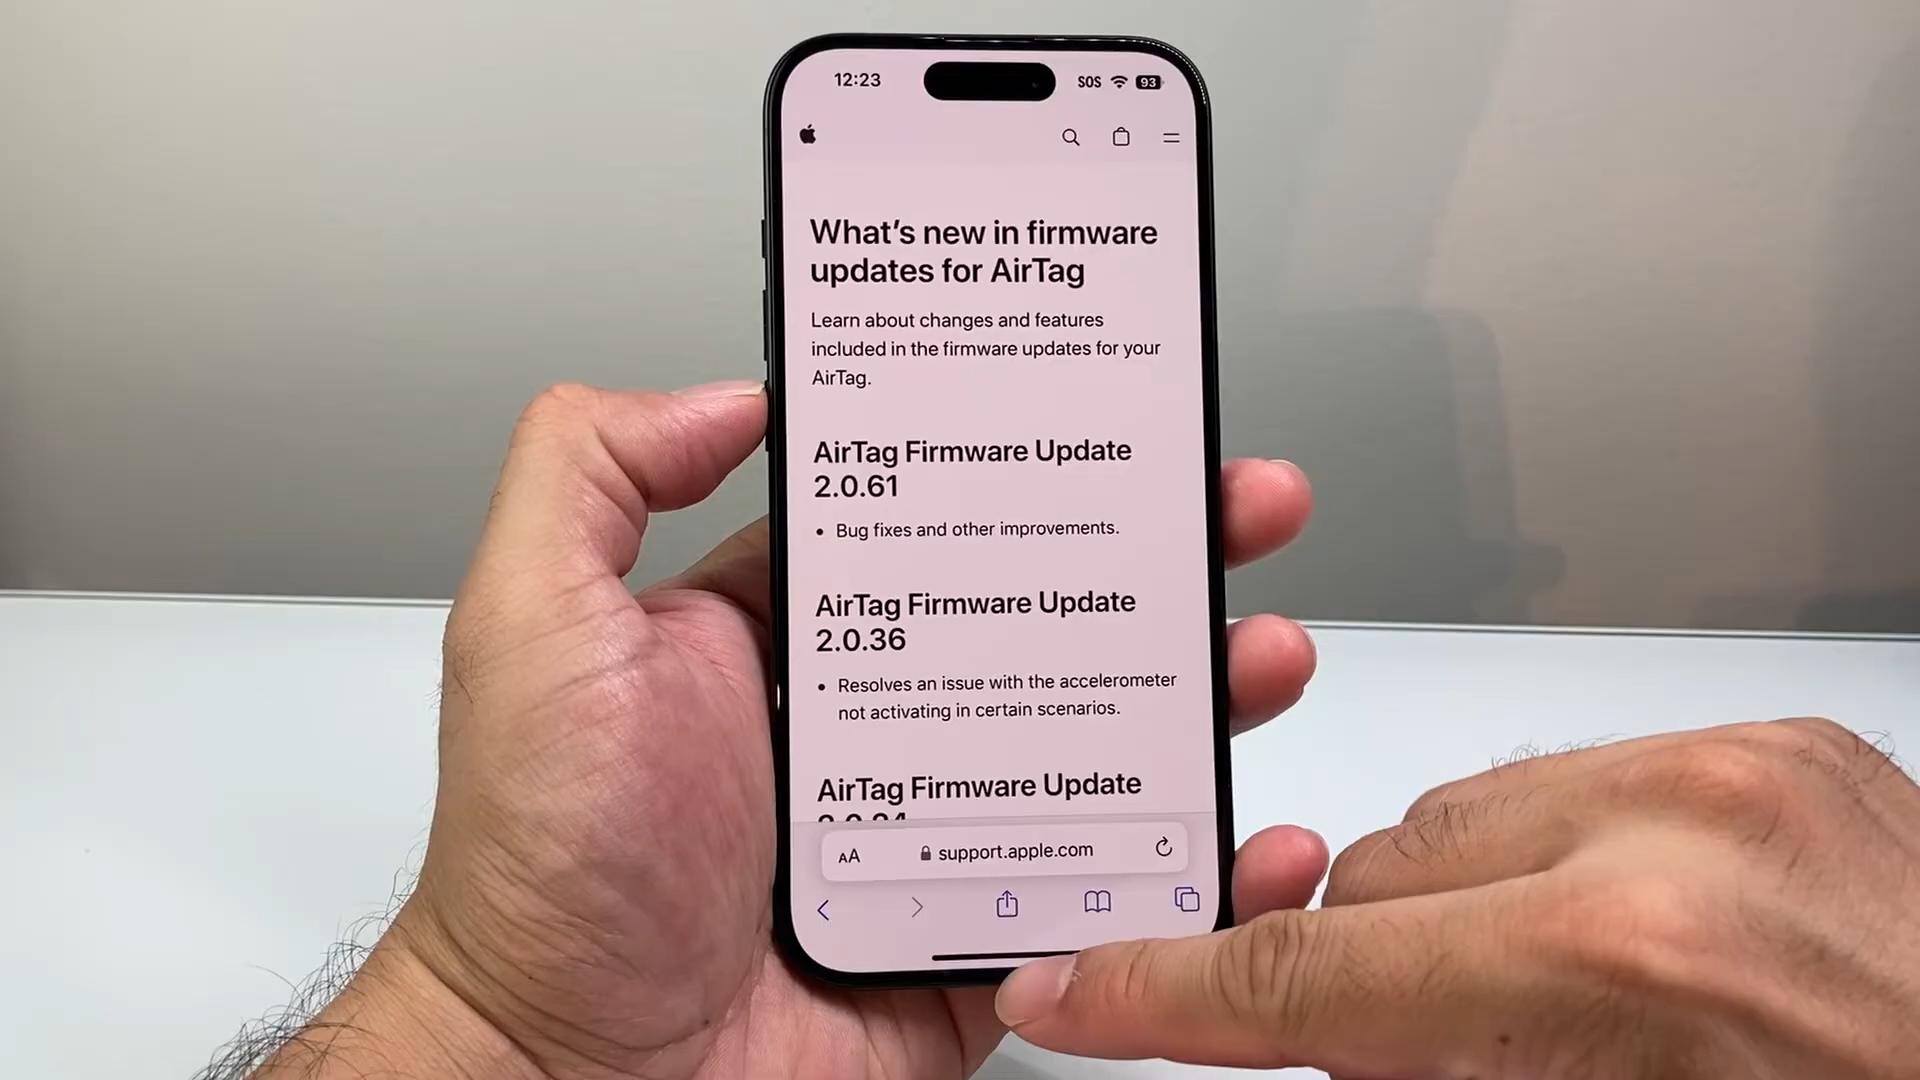 12:23
SOS
93
What's new in firmware
updates for AirTag
Learn about changes and features
included in the firmware updates for your
AirTag.
AirTag Firmware Update
2.0.61
• Bug fixes and other improvements.
AirTag Firmware Update
2.0.36
• Resolves an issue with the accelerometer
not activating in certain scenarios.
AirTag Firmware Update
AA
support.apple.com